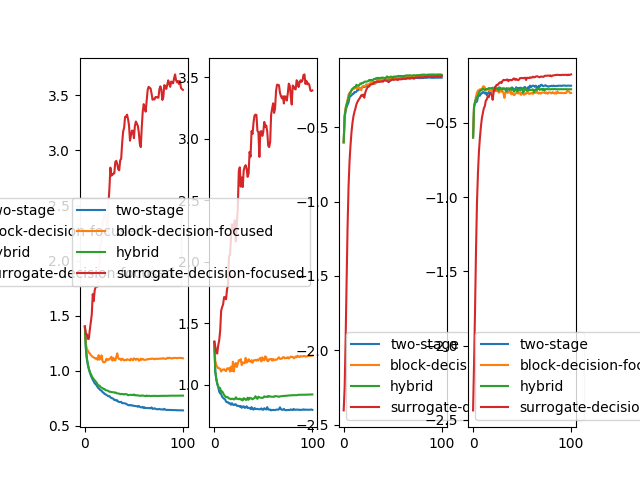 3.5
3.0
2.5
2.0
1.5
1.0
0.5
0
100
two-stage
block-decision-focused
hybrid
surrogate-decision-focused
3.5
3.0
2.5
2.0
1.5
1.0
0
100
two-stage
block-decision-focused
hybrid
surrogate-decision-focused
−0.5
−1.0
−1.5
−2.0
−2.5
0
100
two-stage
block-decis
hybrid
surrogate-d
−0.5
−1.0
−1.5
−2.0
−2.5
0
100
two-stage
block-decision-foc
hybrid
surrogate-decisio